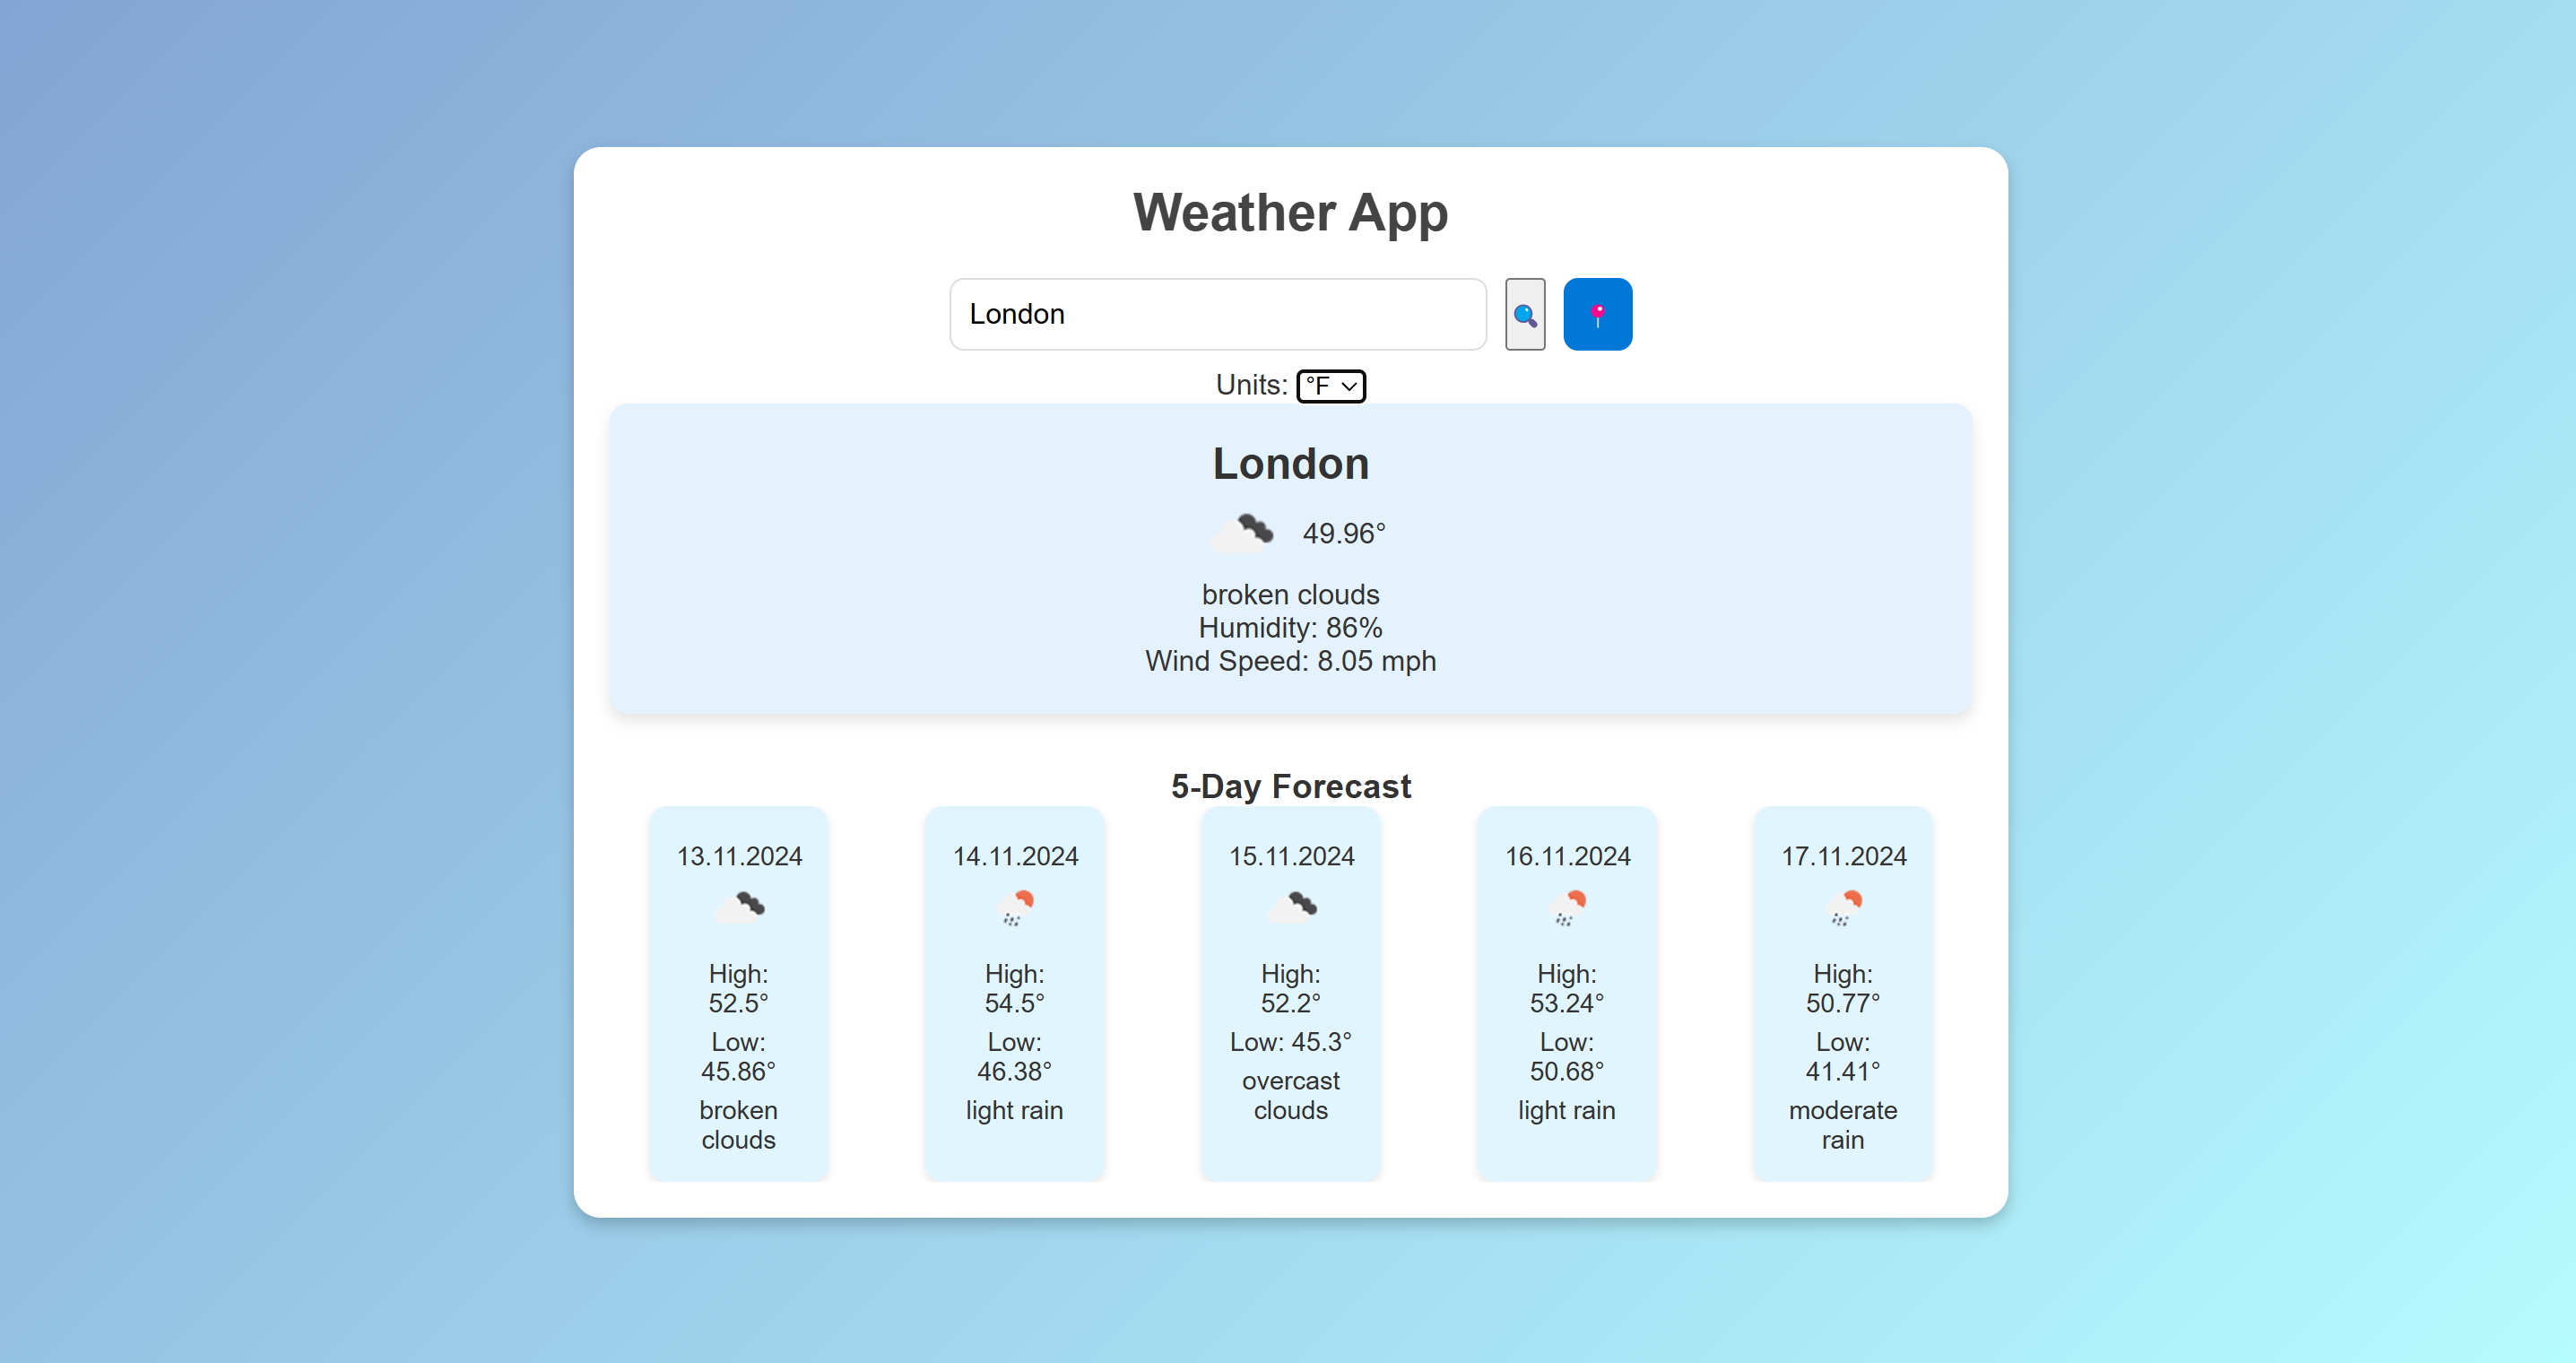 Weather App
London
Units: °F
London
49.96°
broken clouds
Humidity: 86%
Wind Speed: 8.05 mph
5-Day Forecast
13.11.2024
High:
52.5°
Low:
45.86°
broken
clouds
14.11.2024
High:
54.5°
Low:
46.38°
light rain
15.11.2024
High:
52.2°
Low: 45.3°
overcast
clouds
16.11.2024
High:
53.24°
Low:
50.68°
light rain
17.11.2024
High:
50.77°
Low:
41.41°
moderate
rain